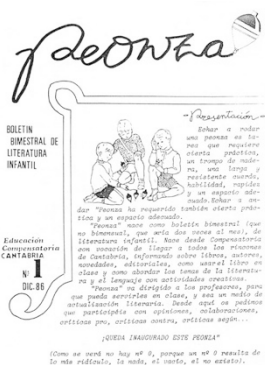 Peonza
BOLETIN
BIMESTRAL DE
LITERATURA
INFANTIL
Educación
Compensatoria
CANTABRIA
Nº 1
DIC.86
-Presentación-
Echar a rodar
una peonza es ta-
rea que requiere
cierta práctica,
un trompo de made-
ra, una larga y
resistente cuerda,
habilidad, rapidez
y un espacio ade-
cuado. Echar a an-
dar "Peonza ha requerido también cierta prác-
tica y un espacio adecuado.
"Peonza" nace como boletín bimestral (que
no bimensual, que sería dos veces al mes), de
literatura infantil. Nace desde Compensatoria
con vocación de llegar a todos los rincones
de Cantabria, informando sobre libros, autores,
novedades, editoriales, como usar el libro en
clase y como abordar los temas de la literatu-
ra y el lenguaje con actividades creativas.
"Peonza" va dirigido a los profesores, para
que pueda serviros en clase, y sea un medio de
actualización literaria. Desde aquí os pedimos
que participéis con opiniones, colaboraciones,
críticas pro, críticas contra, críticas según...
¡QUEDA INAUGURADO ESTE PEONZA"
(Como se verá no hay nº 0, porque un nº 0 resulta de
lo más ridículo, la nada, el vacío, el no existo).